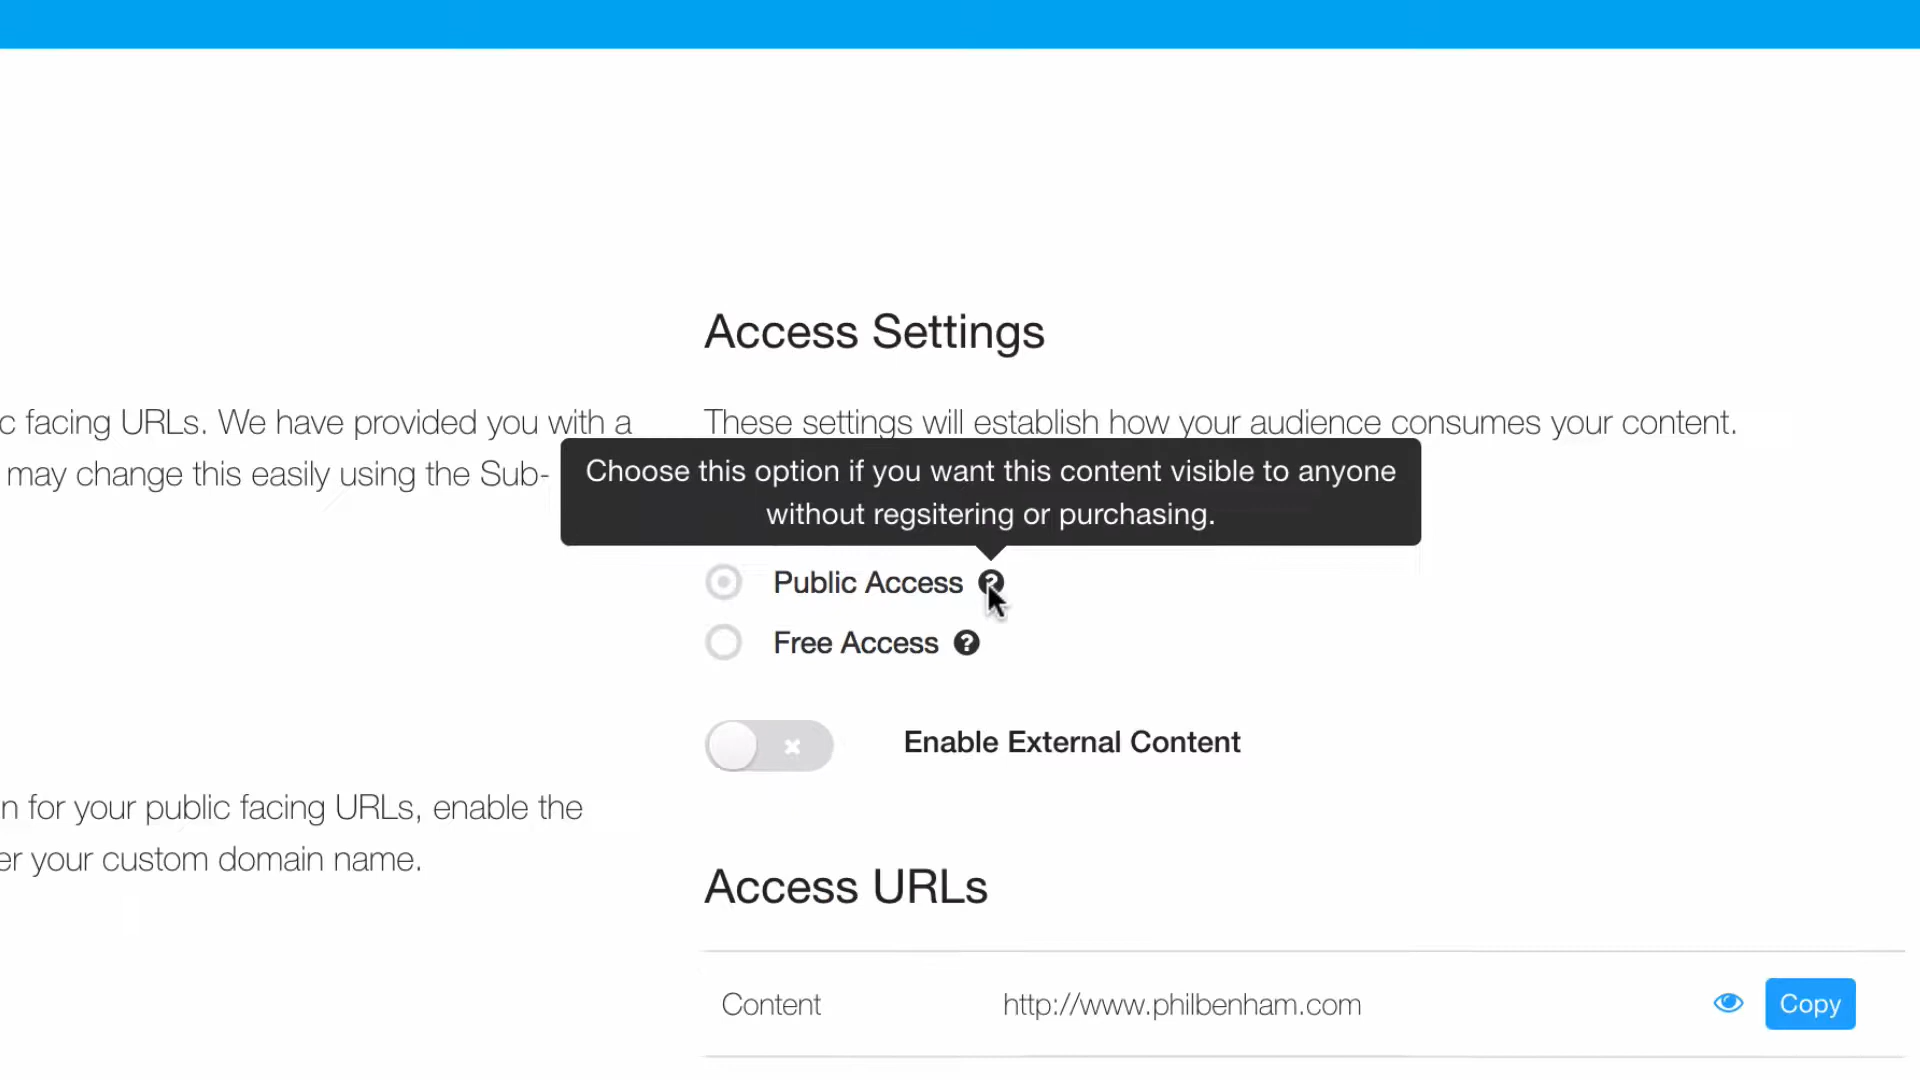 Access Settings
c facing URLs. We have provided you with a
may change this easily using the Sub-
These settings will establish how your audience consumes your content.
Choose this option if you want this content visible to anyone
without regsitering or purchasing.
Public Access ?
Free Access ?
Enable External Content
n for your public facing URLs, enable the
er your custom domain name.
Access URLs
Content http://www.philbenham.com Copy